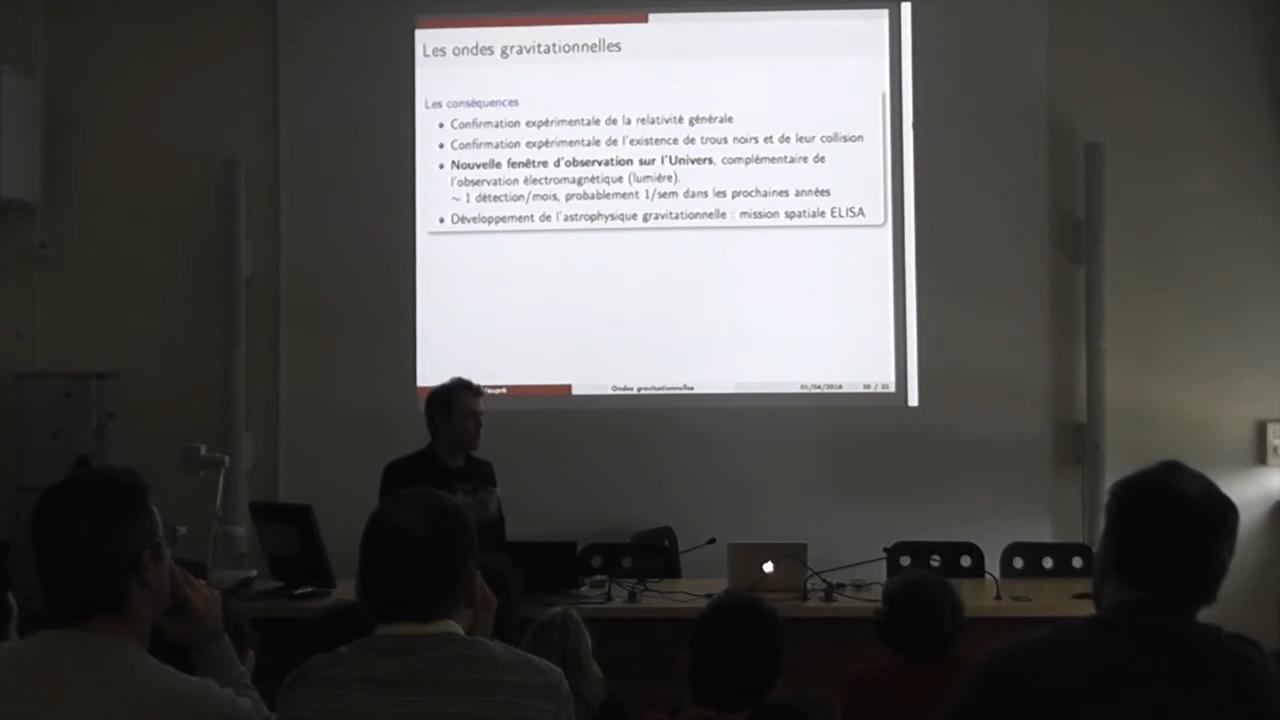 Les ondes gravitationnelles
Les conséquences
• Confirmation expérimentale de la relativité générale
• Confirmation expérimentale de l'existence de trous noirs et de leur collision
• Nouvelle fenêtre d'observation sur l'Univers, complémentaire de
l'observation électromagnétique (lumière).
~ 1 détection/mois, probablement 1/sem dans les prochaines années
• Développement de l'astrophysique gravitationnelle : mission spatiale ELISA
Ondes gravitationnelles